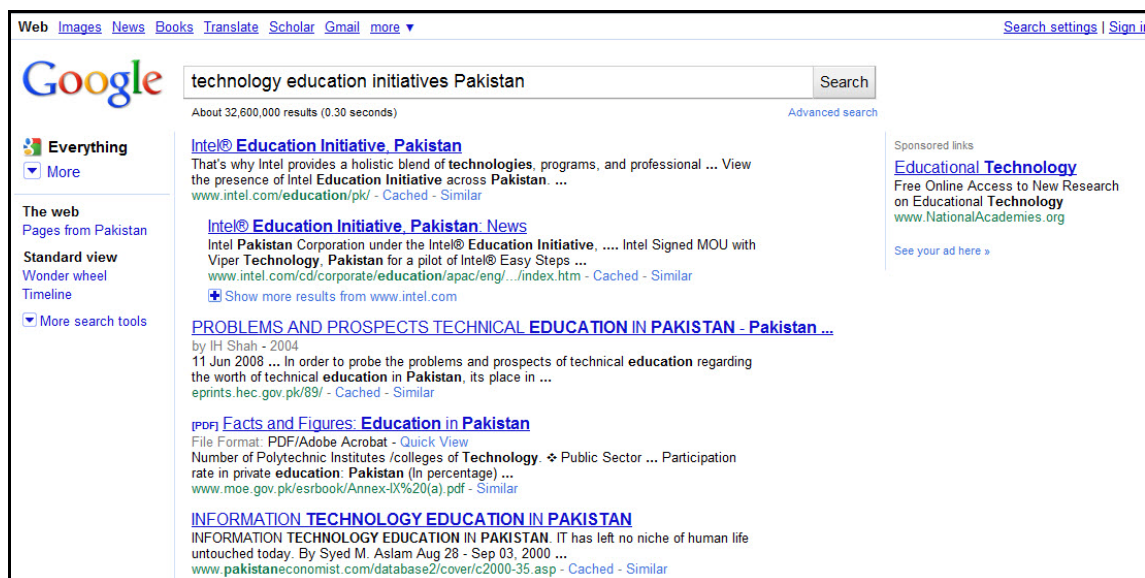 Web Images News Books Translate Scholar Gmail more ▼
Search settings | Sign in
Google
technology education initiatives Pakistan
Search
About 32,600,000 results (0.30 seconds)
Advanced search
Everything
More
The web
Pages from Pakistan
Standard view
Wonder wheel
Timeline
More search tools
Intel® Education Initiative, Pakistan
That's why Intel provides a holistic blend of technologies, programs, and professional ... View
the presence of Intel Education Initiative across Pakistan. ...
www.intel.com/education/pk/ - Cached - Similar
Intel® Education Initiative, Pakistan: News
Intel Pakistan Corporation under the Intel® Education Initiative, .... Intel Signed MOU with
Viper Technology, Pakistan for a pilot of Intel® Easy Steps ...
www.intel.com/cd/corporate/education/apac/eng/.../index.htm - Cached - Similar
Show more results from www.intel.com
PROBLEMS AND PROSPECTS TECHNICAL EDUCATION IN PAKISTAN - Pakistan ...
by IH Shah - 2004
11 Jun 2008 ... In order to probe the problems and prospects of technical education regarding
the worth of technical education in Pakistan, its place in ...
eprints.hec.gov.pk/89/ - Cached - Similar
[PDF] Facts and Figures: Education in Pakistan
File Format: PDF/Adobe Acrobat - Quick View
Number of Polytechnic Institutes /colleges of Technology. ❖ Public Sector ... Participation
rate in private education: Pakistan (In percentage) ...
www.moe.gov.pk/esrbook/Annex-IX%20(a).pdf - Similar
INFORMATION TECHNOLOGY EDUCATION IN PAKISTAN
INFORMATION TECHNOLOGY EDUCATION IN PAKISTAN. IT has left no niche of human life
untouched today. By Syed M. Aslam Aug 28 - Sep 03, 2000 ...
www.pakistaneconomist.com/database2/cover/c2000-35.asp - Cached - Similar
Sponsored links
Educational Technology
Free Online Access to New Research
on Educational Technology
www.NationalAcademies.org
See your ad here »